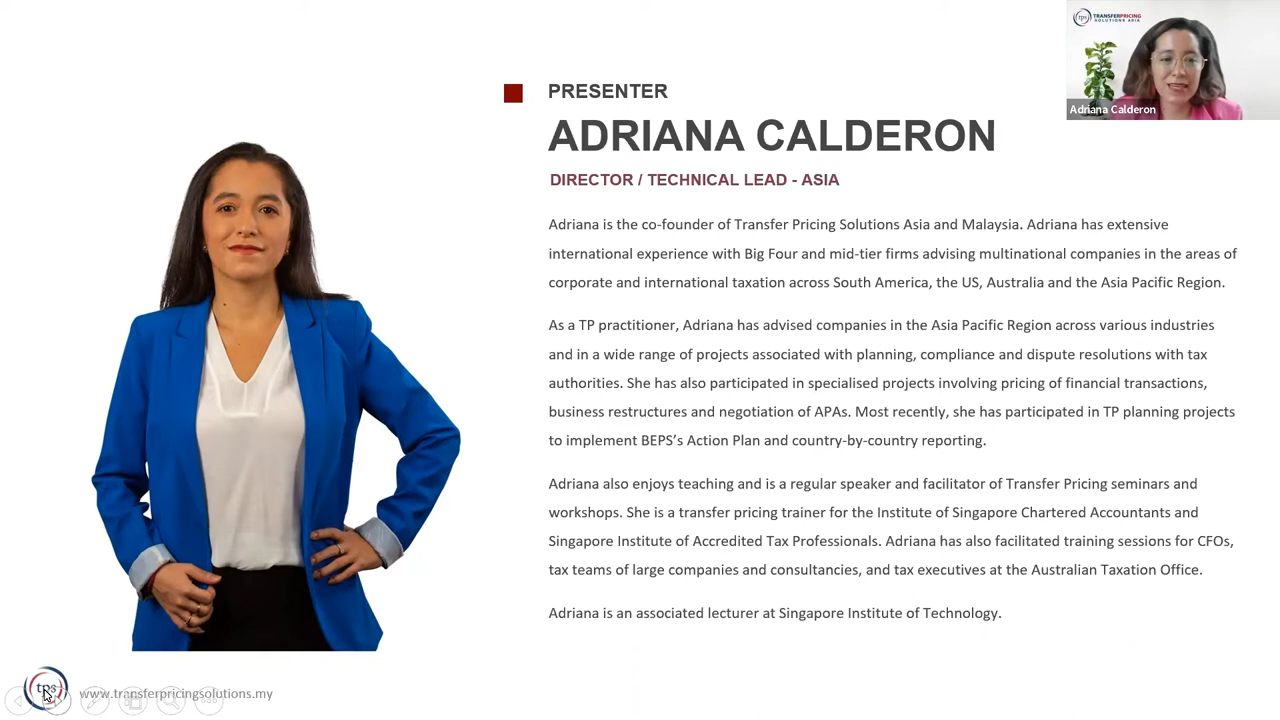 TRANSFERPRICING
SOLUTIONS ASIA
tps
Adriana Calderon
PRESENTER
ADRIANA CALDERON
DIRECTOR / TECHNICAL LEAD - ASIA
Adriana is the co-founder of Transfer Pricing Solutions Asia and Malaysia. Adriana has extensive
international experience with Big Four and mid-tier firms advising multinational companies in the areas of
corporate and international taxation across South America, the US, Australia and the Asia Pacific Region.
As a TP practitioner, Adriana has advised companies in the Asia Pacific Region across various industries
and in a wide range of projects associated with planning, compliance and dispute resolutions with tax
authorities. She has also participated in specialised projects involving pricing of financial transactions,
business restructures and negotiation of APAs. Most recently, she has participated in TP planning projects
to implement BEPS’s Action Plan and country-by-country reporting.
Adriana also enjoys teaching and is a regular speaker and facilitator of Transfer Pricing seminars and
workshops. She is a transfer pricing trainer for the Institute of Singapore Chartered Accountants and
Singapore Institute of Accredited Tax Professionals. Adriana has also facilitated training sessions for CFOs,
tax teams of large companies and consultancies, and tax executives at the Australian Taxation Office.
Adriana is an associated lecturer at Singapore Institute of Technology.
tps
www.transferpricingsolutions.my